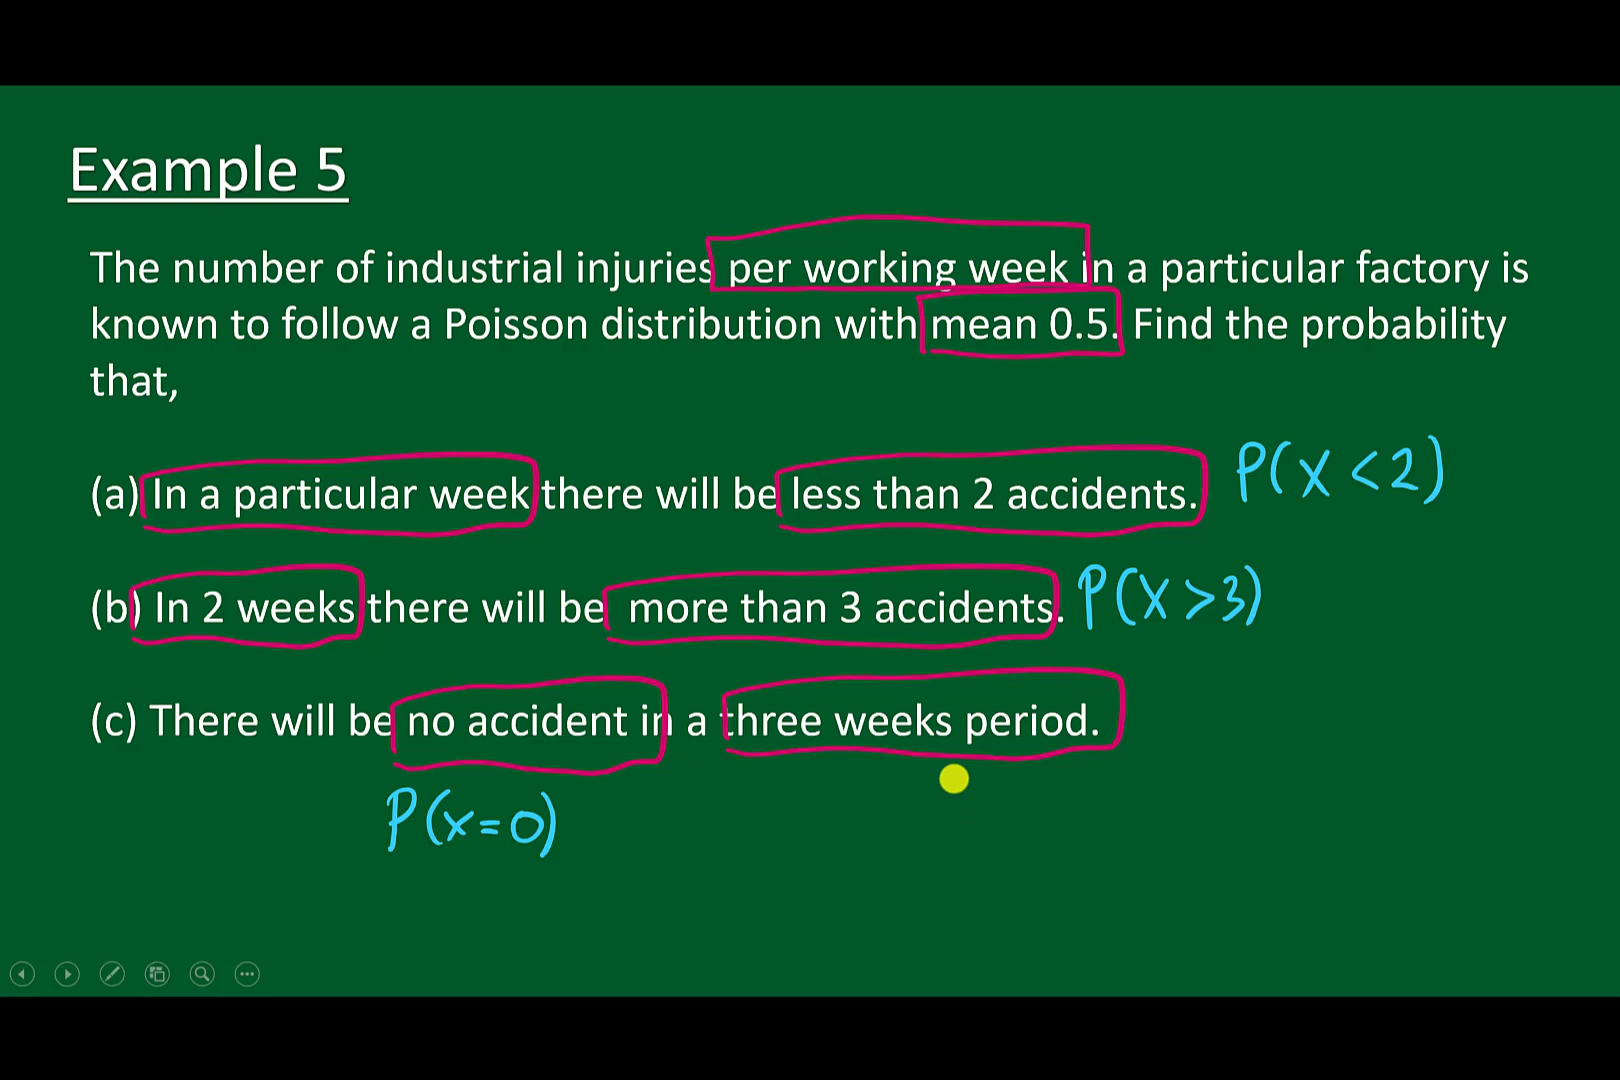 Example 5
The number of industrial injuries per working week in a particular factory is
known to follow a Poisson distribution with mean 0.5. Find the probability
that,
(a) In a particular week there will be less than 2 accidents. P(X < 2)
(b) In 2 weeks there will be more than 3 accidents. P(X > 3)
(c) There will be no accident in a three weeks period.
P(x = 0)